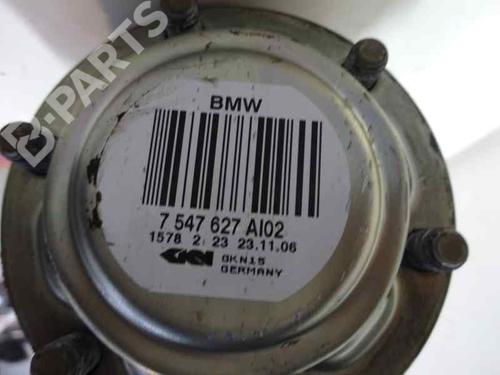 B-PARTS
BMW
7 547 627 AI02
1578 2 23 23.11.06
GKN GKN15
GERMANY